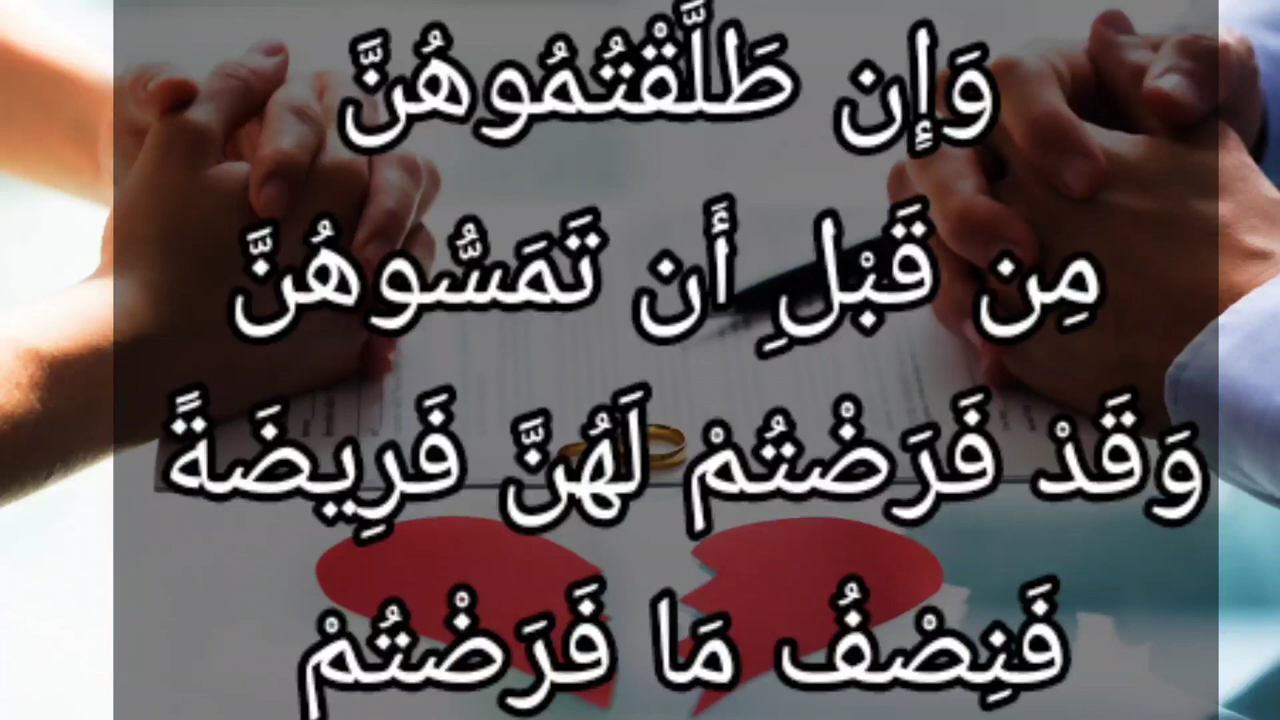 وَإِن طَلَّقْتُمُوهُنَّ
مِن قَبْلِ أَن تَمَسُّوهُنَّ
وَقَدْ فَرَضْتُمْ لَهُنَّ فَرِيضَةً
فَنِصْفُ مَا فَرَضْتُمْ